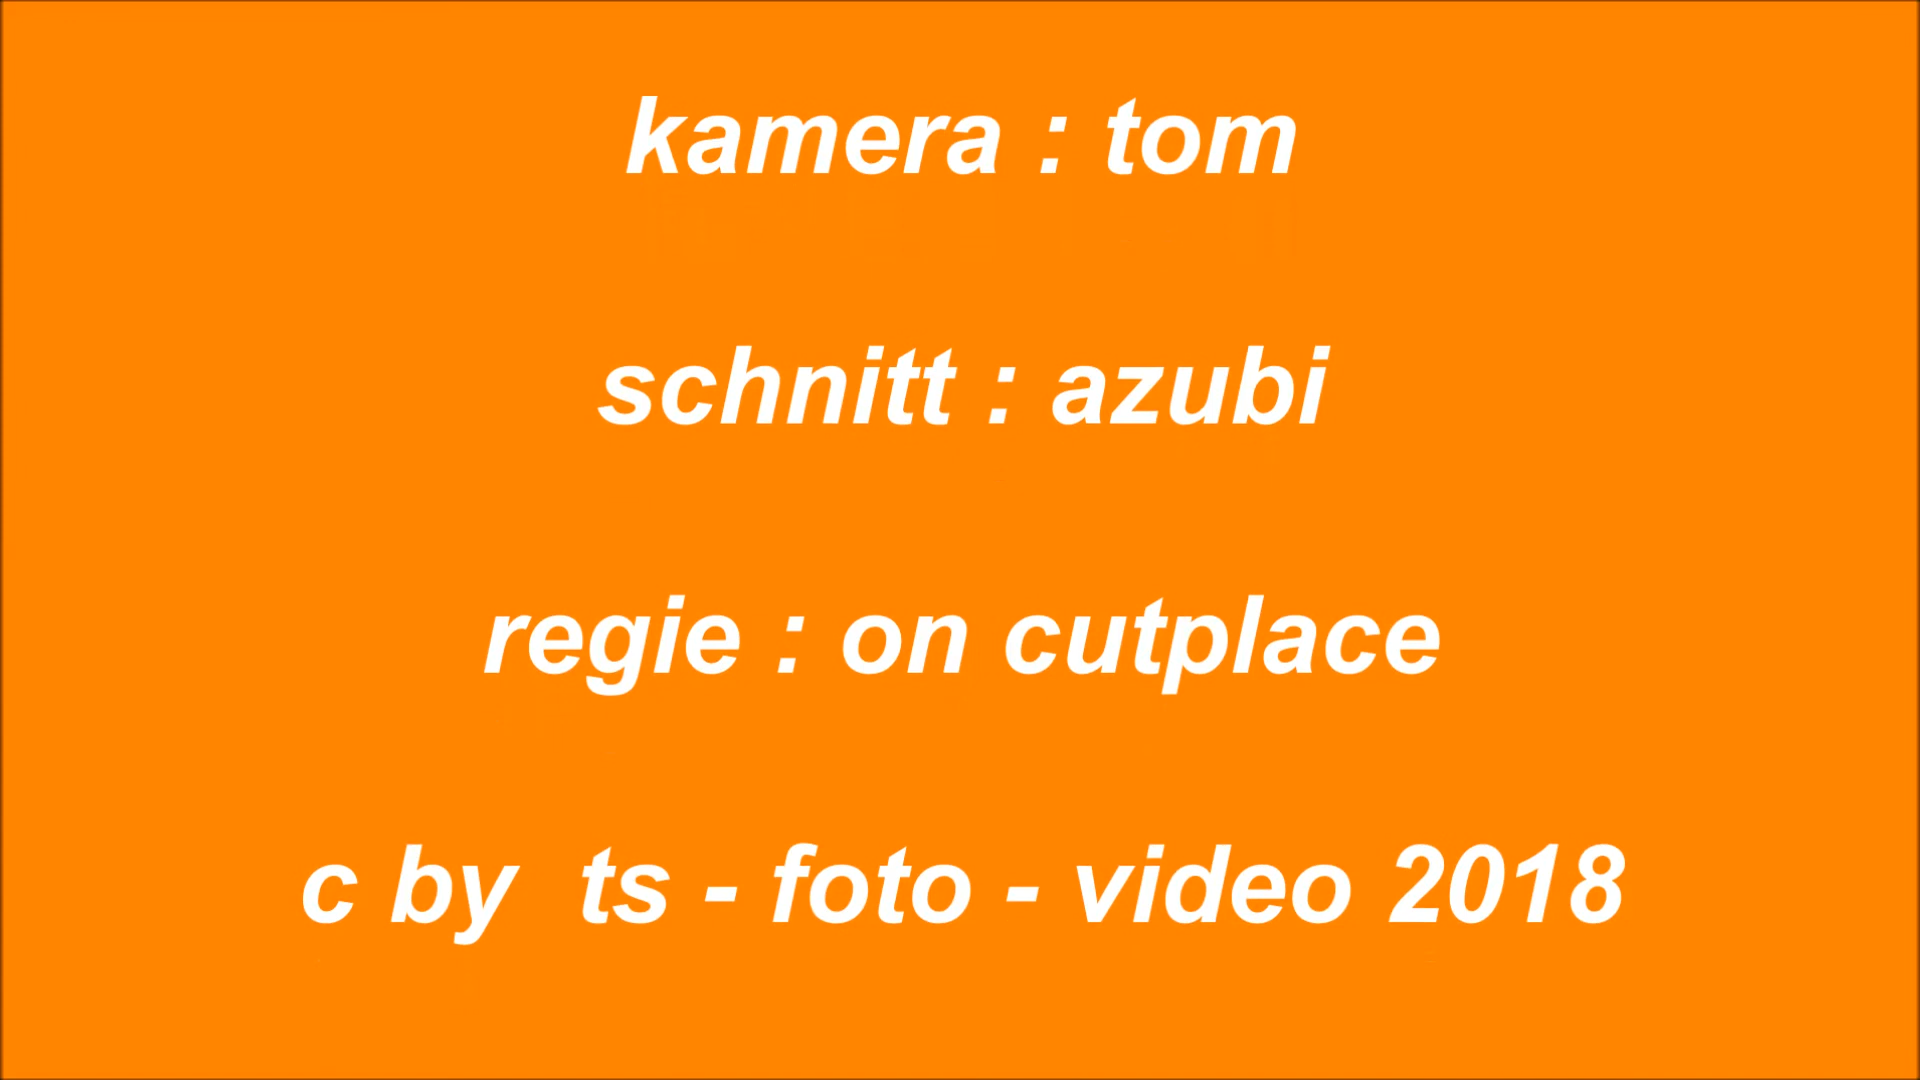 kamera : tom
schnitt : azubi
regie : on cutplace
c by  ts - foto - video 2018